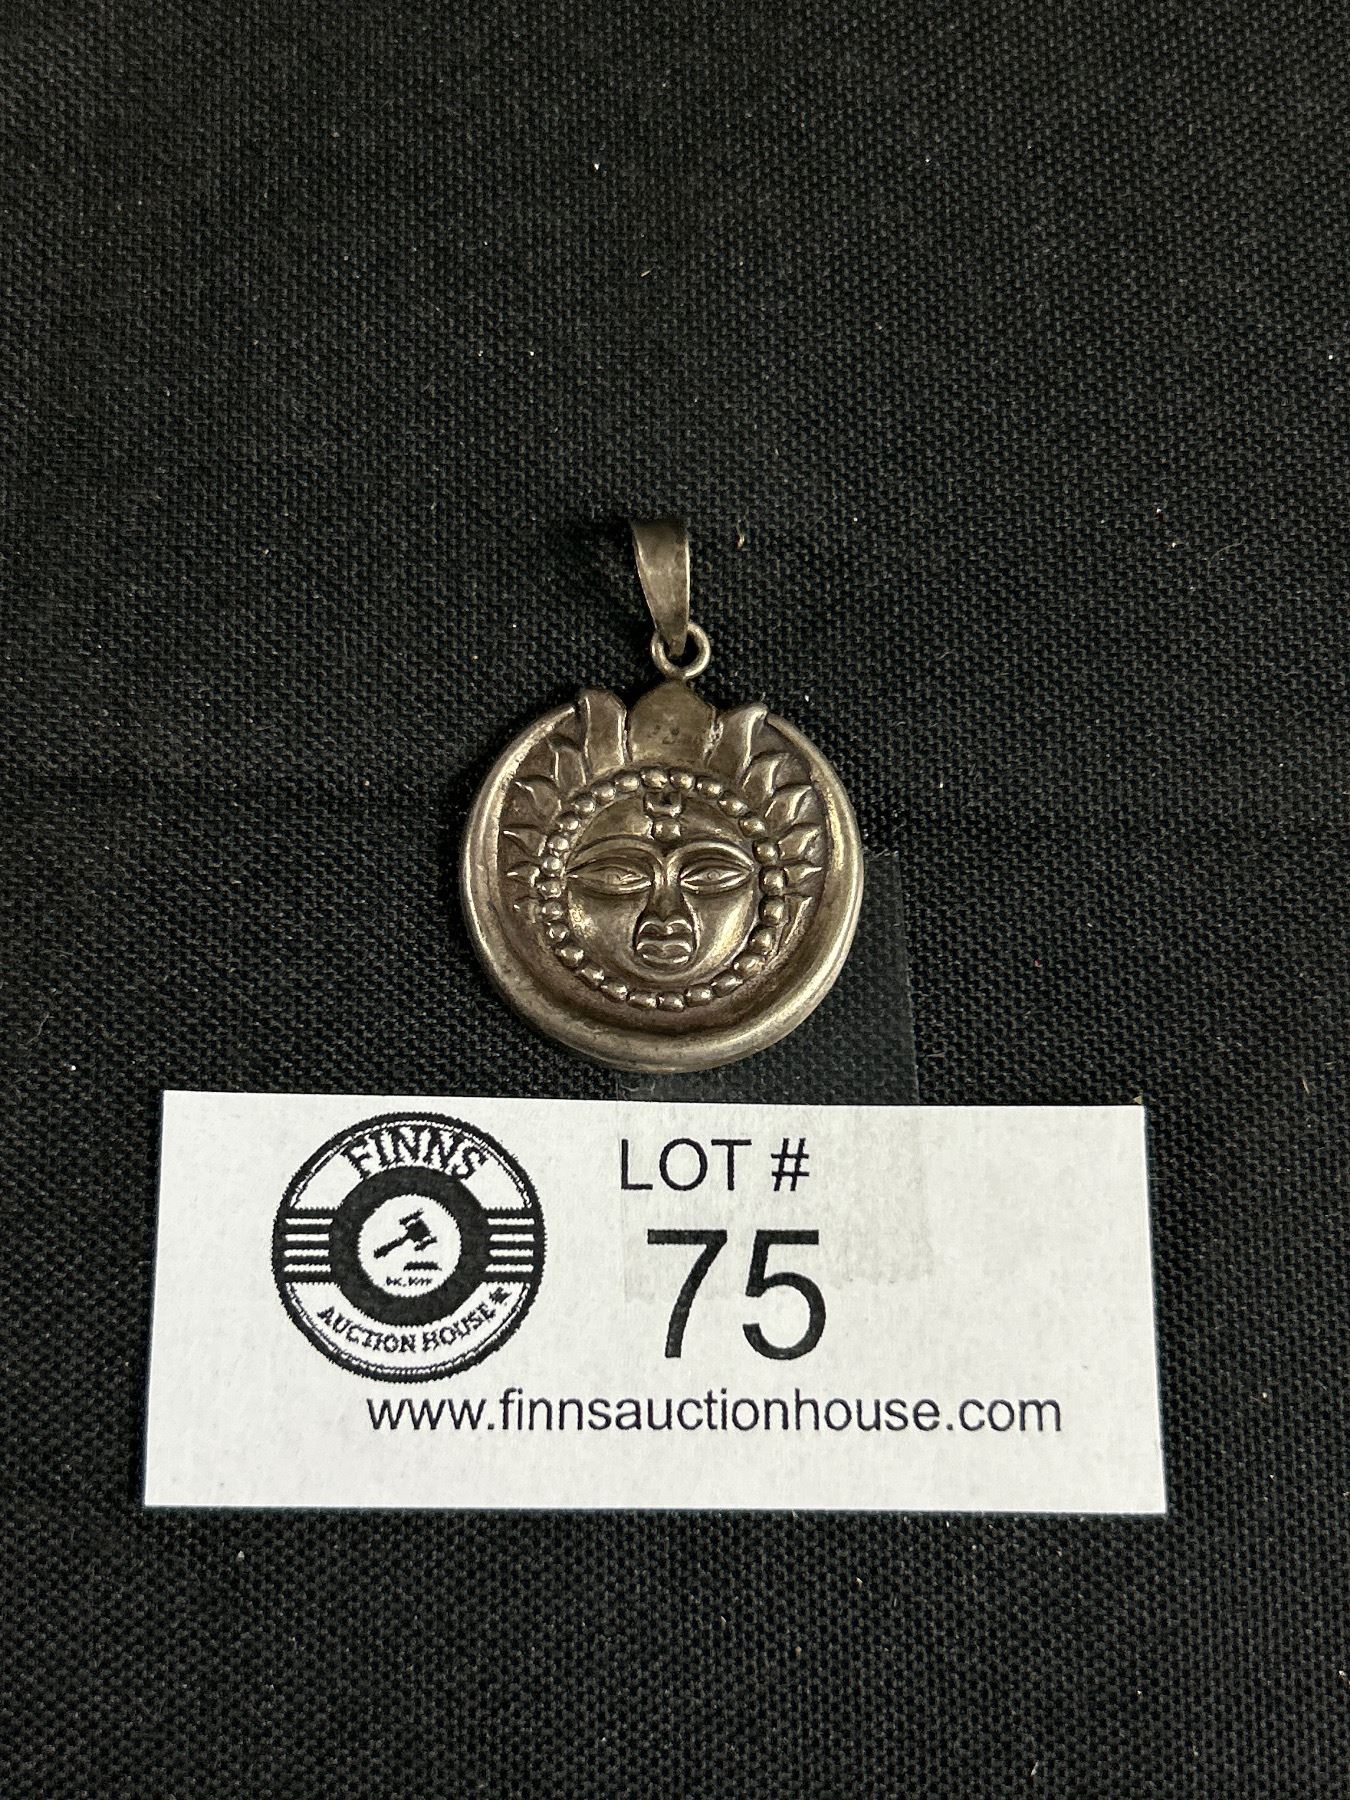 FINNS
AUCTION HOUSE
LOT #
75
www.finnsauctionhouse.com